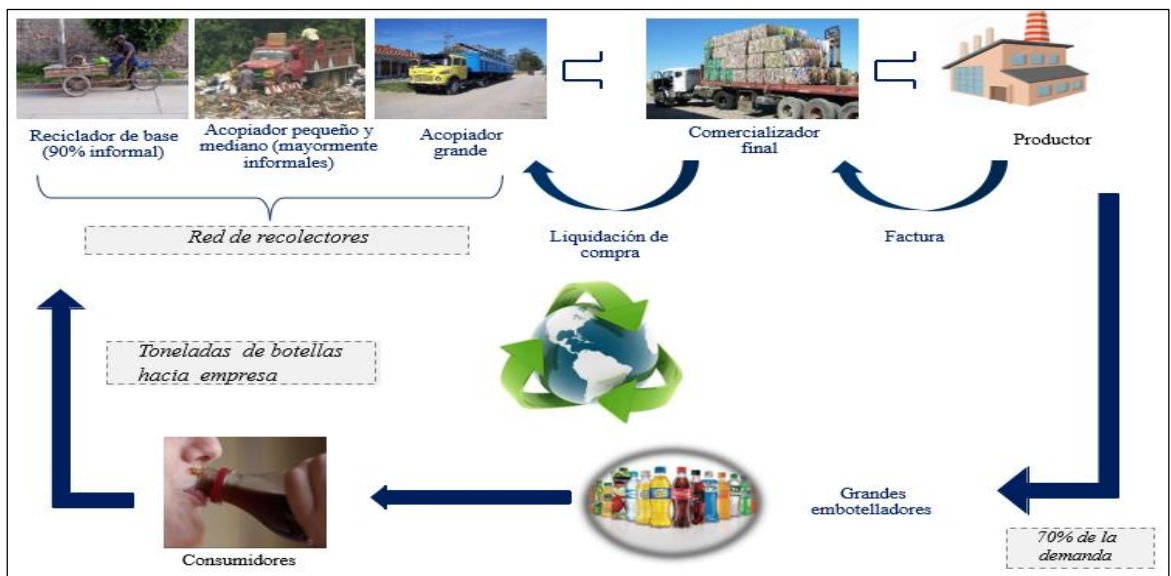 Reciclador de base
(90% informal)
Acopiador pequeño y
mediano (mayormente
informales)
Acopiador
grande
Comercializador
final
Productor
Red de recolectores
Liquidación de
compra
Factura
Toneladas de botellas
hacia empresa
Grandes
embotelladores
70% de la
demanda
Consumidores